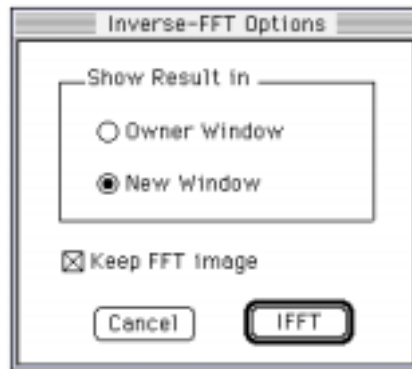 Inverse-FFT Options
Show Result in
Owner Window
New Window
Keep FFT image
Cancel
IFFT